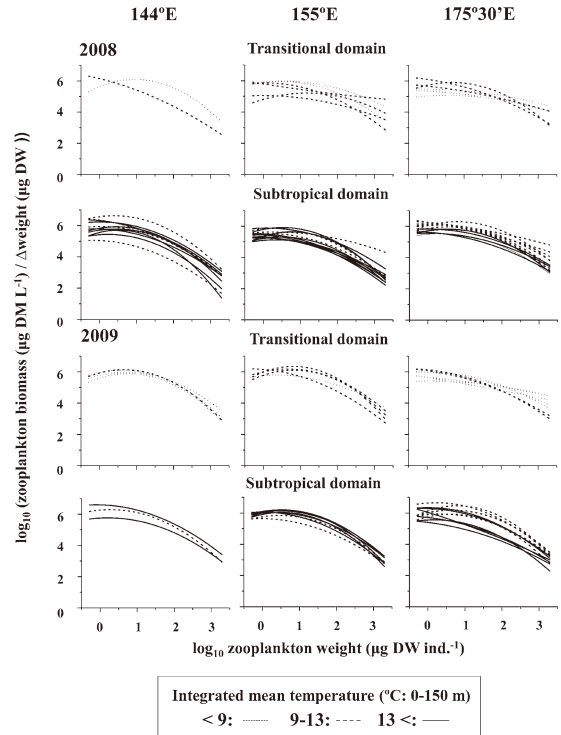 144ºE 155ºE 175º30'E
2008 Transitional domain
6
4
2
0
Subtropical domain
6
4
2
0
2009 Transitional domain
6
4
2
0
Subtropical domain
6
4
2
0
0 1 2 3 0 1 2 3 0 1 2 3
log10 zooplankton weight (µg DW ind.-1)
log10 (zooplankton biomass (µg DM L-1) / Δweight (µg DW ))
Integrated mean temperature (ºC: 0-150 m)
< 9: 9-13: 13 <: